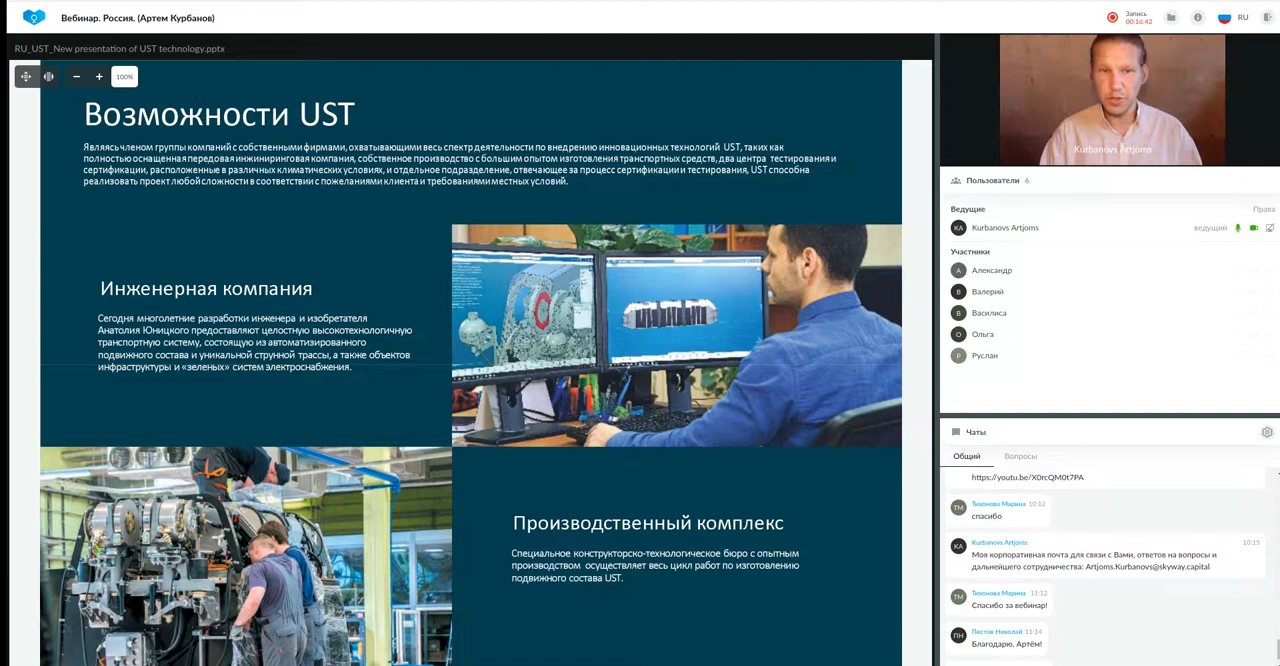 Вебинар. Россия. (Артем Курбанов)
Запись
00:16:42
RU
RU_UST_New presentation of UST technology.pptx
100%
Возможности UST
Являясь членом группы компаний с собственными фирмами, охватывающими весь спектр деятельности по внедрению инновационных технологий UST, таких как
полностью оснащенная передовая инжиниринговая компания, собственное производство с большим опытом изготовления транспортных средств, два центра тестирования и
сертификации, расположенные в различных климатических условиях, и отдельное подразделение, отвечающее за процесс сертификации и тестирования, UST способна
реализовать проект любой сложности в соответствии с пожеланиями клиента и требованиями местных условий.
Инженерная компания
Сегодня многолетние разработки инженера и изобретателя
Анатолия Юницкого предоставляют целостную высокотехнологичную
транспортную систему, состоящую из автоматизированного
подвижного состава и уникальной струнной трассы, а также объектов
инфраструктуры и «зеленых» систем электроснабжения.
Производственный комплекс
Специальное конструкторско-технологическое бюро с опытным
производством осуществляет весь цикл работ по изготовлению
подвижного состава UST.
Kurbanovs Artjoms
Пользователи 6
Ведущие Права
KA Kurbanovs Artjoms ведущий
Участники
А Александр
В Валерий
В Василиса
О Ольга
Р Руслан
Чаты
Общий Вопросы
https://youtu.be/X0rcQM0t7PA
ТМ Тихонова Марина 10:12
спасибо
KA Kurbanovs Artjoms 10:15
Моя корпоративная почта для связи с Вами, ответов на вопросы и
дальнейшего сотрудничества: Artjoms.Kurbanovs@skyway.capital
ТМ Тихонова Марина 11:12
Спасибо за вебинар!
ПН Пестов Николай 11:14
Благодарю, Артём!